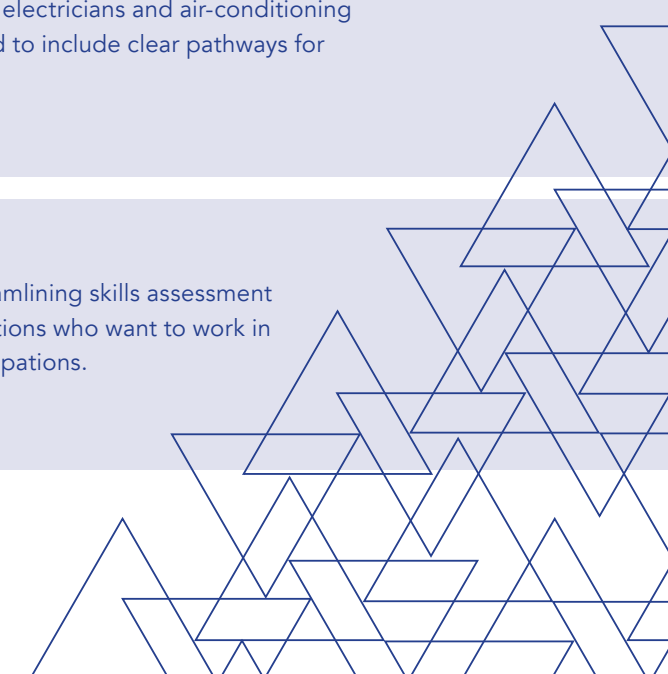 electricians and air-conditioning
d to include clear pathways for
amlining skills assessment
tions who want to work in
pations.